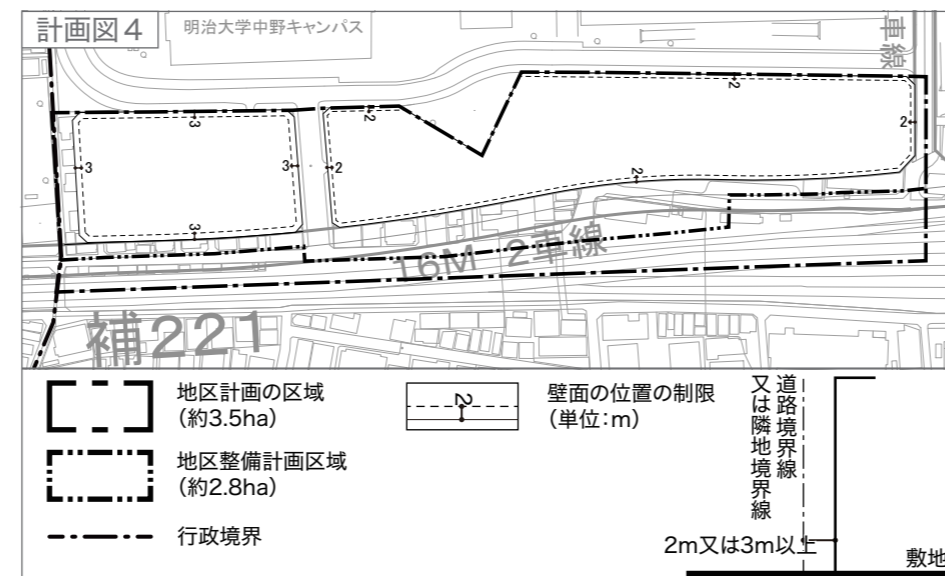 計画図4
明治大学中野キャンパス
車線
3
2
2
3
3
2
2
2
3
16M 2車線
補221
地区計画の区域
(約3.5ha)
地区整備計画区域
(約2.8ha)
行政境界
2
壁面の位置の制限
(単位:m)
道路境界線
又は隣地境界線
2m又は3m以上
敷地